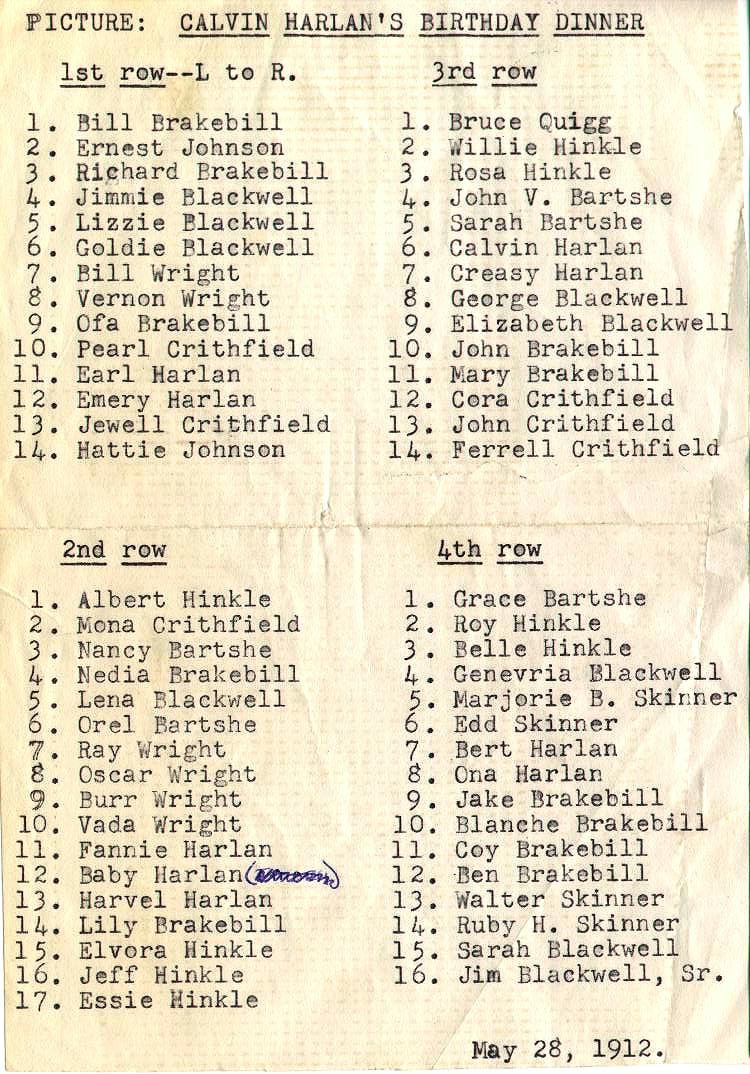 PICTURE: CALVIN HARLAN'S BIRTHDAY DINNER
1st row--L to R.
1. Bill Brakebill
2. Ernest Johnson
3. Richard Brakebill
4. Jimmie Blackwell
5. Lizzie Blackwell
6. Goldie Blackwell
7. Bill Wright
8. Vernon Wright
9. Ofa Brakebill
10. Pearl Crithfield
11. Earl Harlan
12. Emery Harlan
13. Jewell Crithfield
14. Hattie Johnson
2nd row
1. Albert Hinkle
2. Mona Crithfield
3. Nancy Bartshe
4. Nedia Brakebill
5. Lena Blackwell
6. Orel Bartshe
7. Ray Wright
8. Oscar Wright
9. Burr Wright
10. Vada Wright
11. Fannie Harlan
12. Baby Harlan
13. Harvel Harlan
14. Lily Brakebill
15. Elvora Hinkle
16. Jeff Hinkle
17. Essie Hinkle
3rd row
1. Bruce Quigg
2. Willie Hinkle
3. Rosa Hinkle
4. John V. Bartshe
5. Sarah Bartshe
6. Calvin Harlan
7. Creasy Harlan
8. George Blackwell
9. Elizabeth Blackwell
10. John Brakebill
11. Mary Brakebill
12. Cora Crithfield
13. John Crithfield
14. Ferrell Crithfield
4th row
1. Grace Bartshe
2. Roy Hinkle
3. Belle Hinkle
4. Genevria Blackwell
5. Marjorie B. Skinner
6. Edd Skinner
7. Bert Harlan
8. Ona Harlan
9. Jake Brakebill
10. Blanche Brakebill
11. Coy Brakebill
12. Ben Brakebill
13. Walter Skinner
14. Ruby H. Skinner
15. Sarah Blackwell
16. Jim Blackwell, Sr.
May 28, 1912.